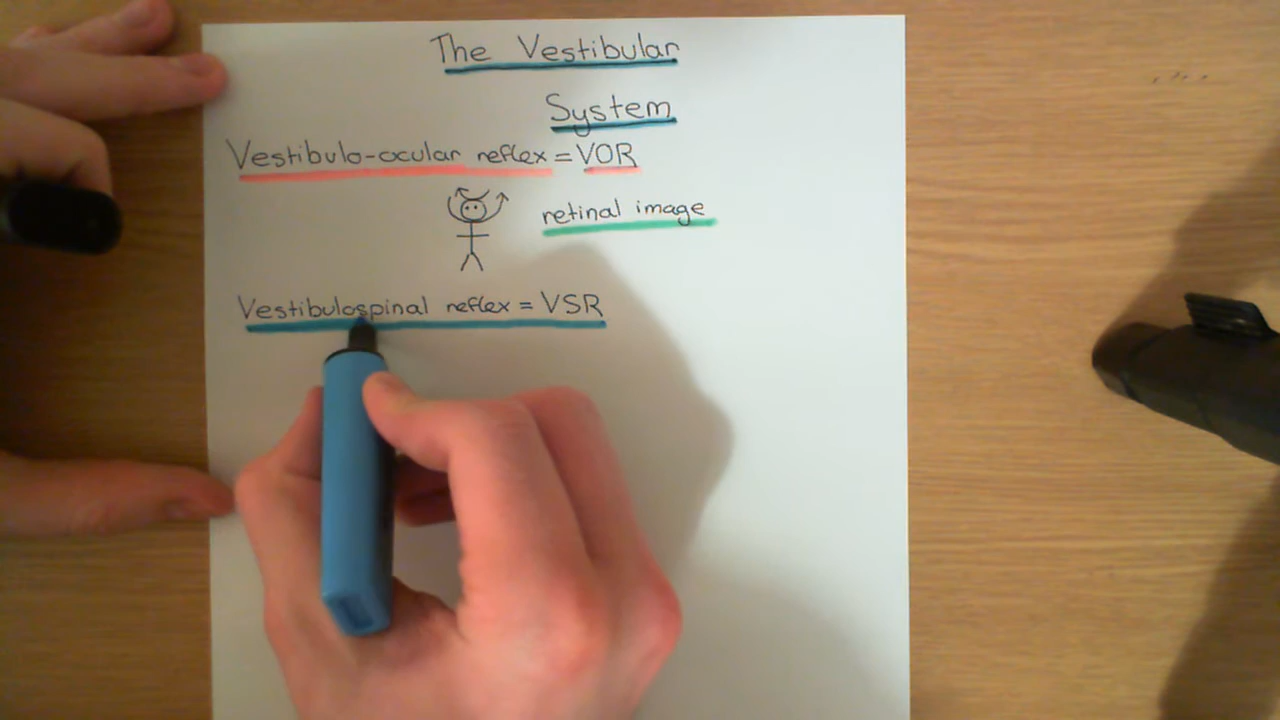 The Vestibular
System
Vestibulo-ocular reflex = VOR
retinal image
Vestibulospinal reflex = VSR